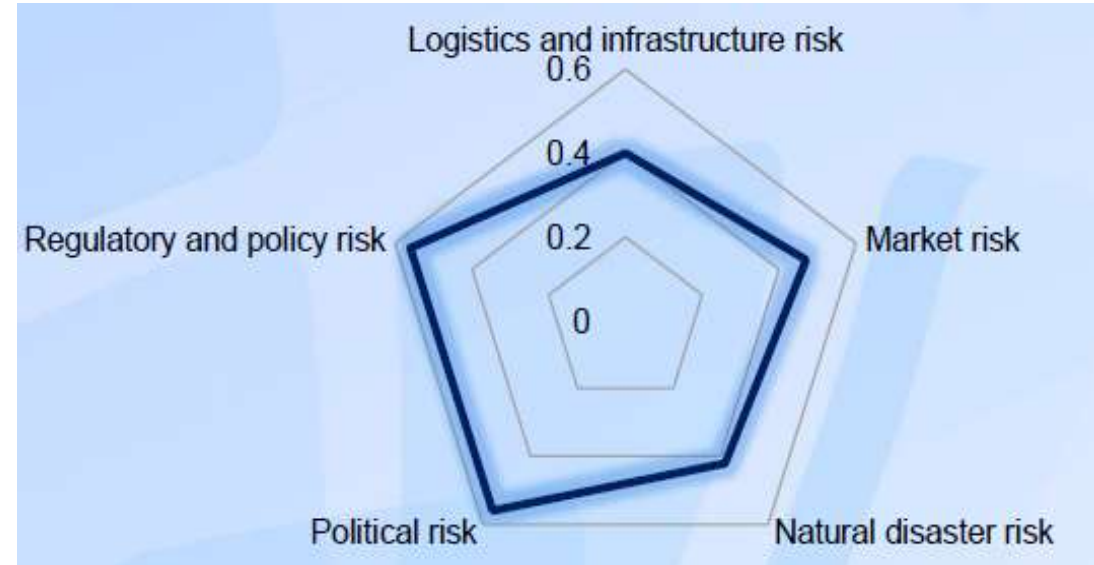 Logistics and infrastructure risk
0.6
0.4
Regulatory and policy risk
0.2
Market risk
0
Political risk
Natural disaster risk